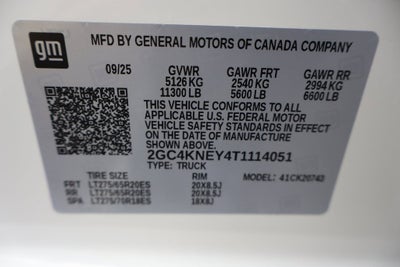 gm
MFD BY GENERAL MOTORS OF CANADA COMPANY
09/25 GVWR GAWR FRT GAWR RR
5126 KG 2540 KG 2994 KG
11300 LB 5600 LB 6600 LB
THIS VEHICLE CONFORMS TO ALL APPLICABLE
U.S. FEDERAL MOTOR
VEHICLE SAFETY STANDARDS IN EFFECT ON
THE DATE OF MANUFACTURE
SHOWN ABOVE.
2GC4KNEY4T1114051
TYPE: TRUCK
MODEL: 41CK20743
TIRE SIZE RIM
FRT LT275/65R20ES 20X8.5J
RR LT275/65R20ES 20X8.5J
SPA LT275/70R18ES 18X8J